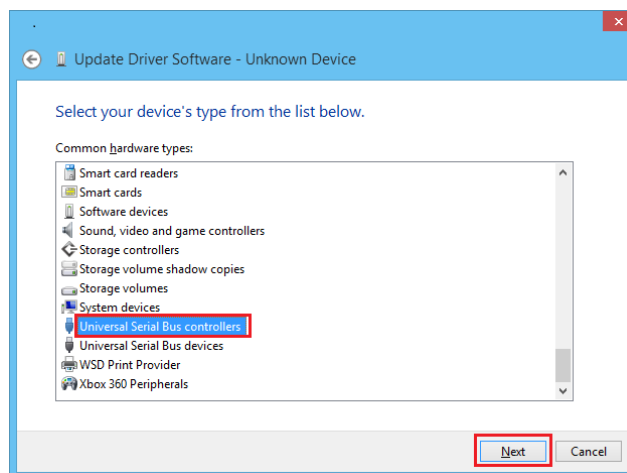 Update Driver Software - Unknown Device
Select your device's type from the list below.
Common hardware types:
Smart card readers
Smart cards
Software devices
Sound, video and game controllers
Storage controllers
Storage volume shadow copies
Storage volumes
System devices
Universal Serial Bus controllers
Universal Serial Bus devices
WSD Print Provider
Xbox 360 Peripherals
Next Cancel